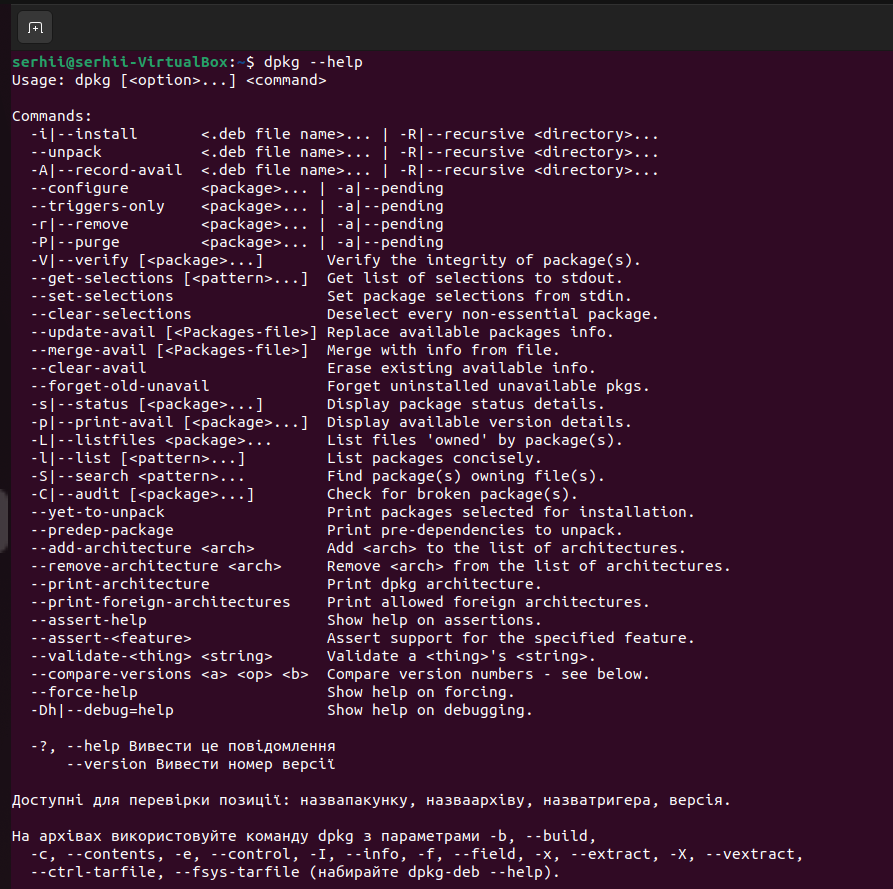 serhii@serhii-VirtualBox:~$ dpkg --help
Usage: dpkg [<option>...] <command>

Commands:
  -i|--install       <.deb file name>... | -R|--recursive <directory>...
  --unpack           <.deb file name>... | -R|--recursive <directory>...
  -A|--record-avail  <.deb file name>... | -R|--recursive <directory>...
  --configure        <package>... | -a|--pending
  --triggers-only    <package>... | -a|--pending
  -r|--remove        <package>... | -a|--pending
  -P|--purge         <package>... | -a|--pending
  -V|--verify [<package>...]       Verify the integrity of package(s).
  --get-selections [<pattern>...]  Get list of selections to stdout.
  --set-selections                 Set package selections from stdin.
  --clear-selections               Deselect every non-essential package.
  --update-avail [<Packages-file>] Replace available packages info.
  --merge-avail [<Packages-file>]  Merge with info from file.
  --clear-avail                    Erase existing available info.
  --forget-old-unavail             Forget uninstalled unavailable pkgs.
  -s|--status [<package>...]       Display package status details.
  -p|--print-avail [<package>...]  Display available version details.
  -L|--listfiles <package>...      List files 'owned' by package(s).
  -l|--list [<pattern>...]         List packages concisely.
  -S|--search <pattern>...         Find package(s) owning file(s).
  -C|--audit [<package>...]        Check for broken package(s).
  --yet-to-unpack                  Print packages selected for installation.
  --predep-package                 Print pre-dependencies to unpack.
  --add-architecture <arch>        Add <arch> to the list of architectures.
  --remove-architecture <arch>     Remove <arch> from the list of architectures.
  --print-architecture             Print dpkg architecture.
  --print-foreign-architectures    Print allowed foreign architectures.
  --assert-help                    Show help on assertions.
  --assert-<feature>               Assert support for the specified feature.
  --validate-<thing> <string>      Validate a <thing>'s <string>.
  --compare-versions <a> <op> <b>  Compare version numbers - see below.
  --force-help                     Show help on forcing.
  -Dh|--debug=help                 Show help on debugging.

  -?, --help Вивести це повідомлення
      --version Вивести номер версії

Доступні для перевірки позиції: назвапакунку, назваархіву, назватригера, версія.

На архівах використовуйте команду dpkg з параметрами -b, --build,
  -c, --contents, -e, --control, -I, --info, -f, --field, -x, --extract, -X, --vextract,
  --ctrl-tarfile, --fsys-tarfile (набирайте dpkg-deb --help).